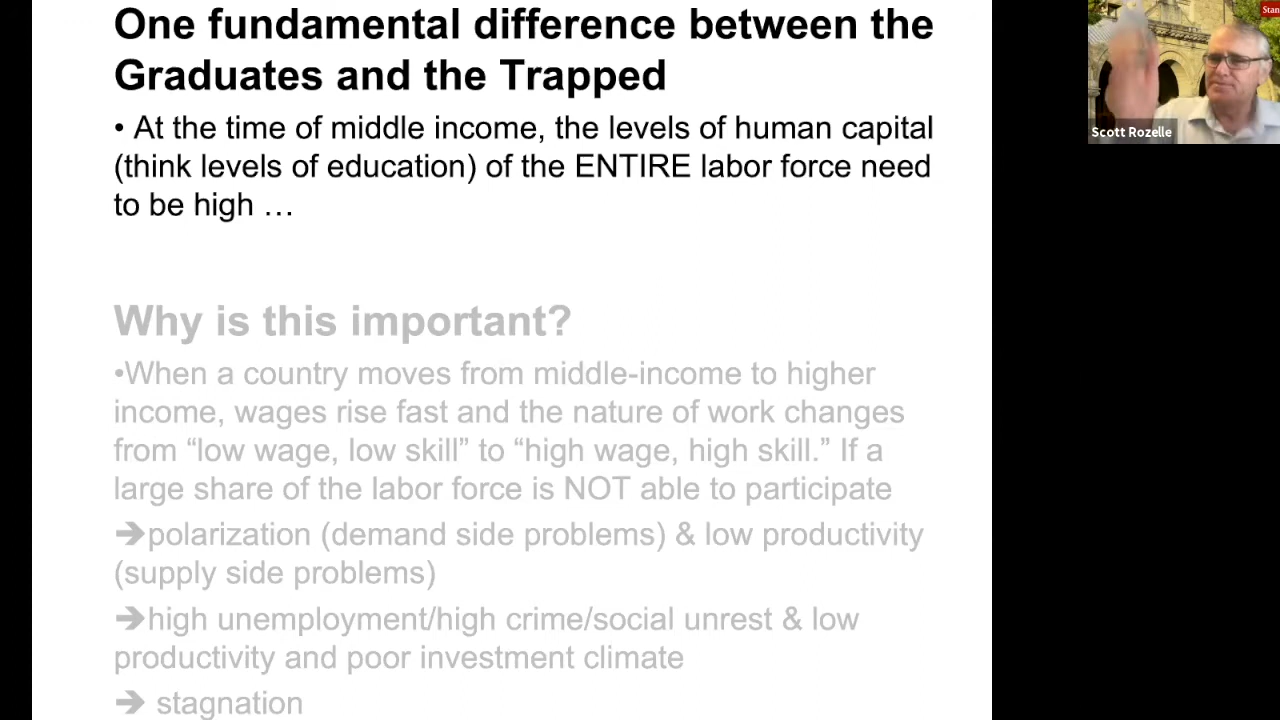 One fundamental difference between the
Graduates and the Trapped
• At the time of middle income, the levels of human capital
(think levels of education) of the ENTIRE labor force need
to be high …
Why is this important?
•When a country moves from middle-income to higher
income, wages rise fast and the nature of work changes
from “low wage, low skill” to “high wage, high skill.” If a
large share of the labor force is NOT able to participate
➔polarization (demand side problems) & low productivity
(supply side problems)
➔high unemployment/high crime/social unrest & low
productivity and poor investment climate
➔ stagnation
Stan
Scott Rozelle